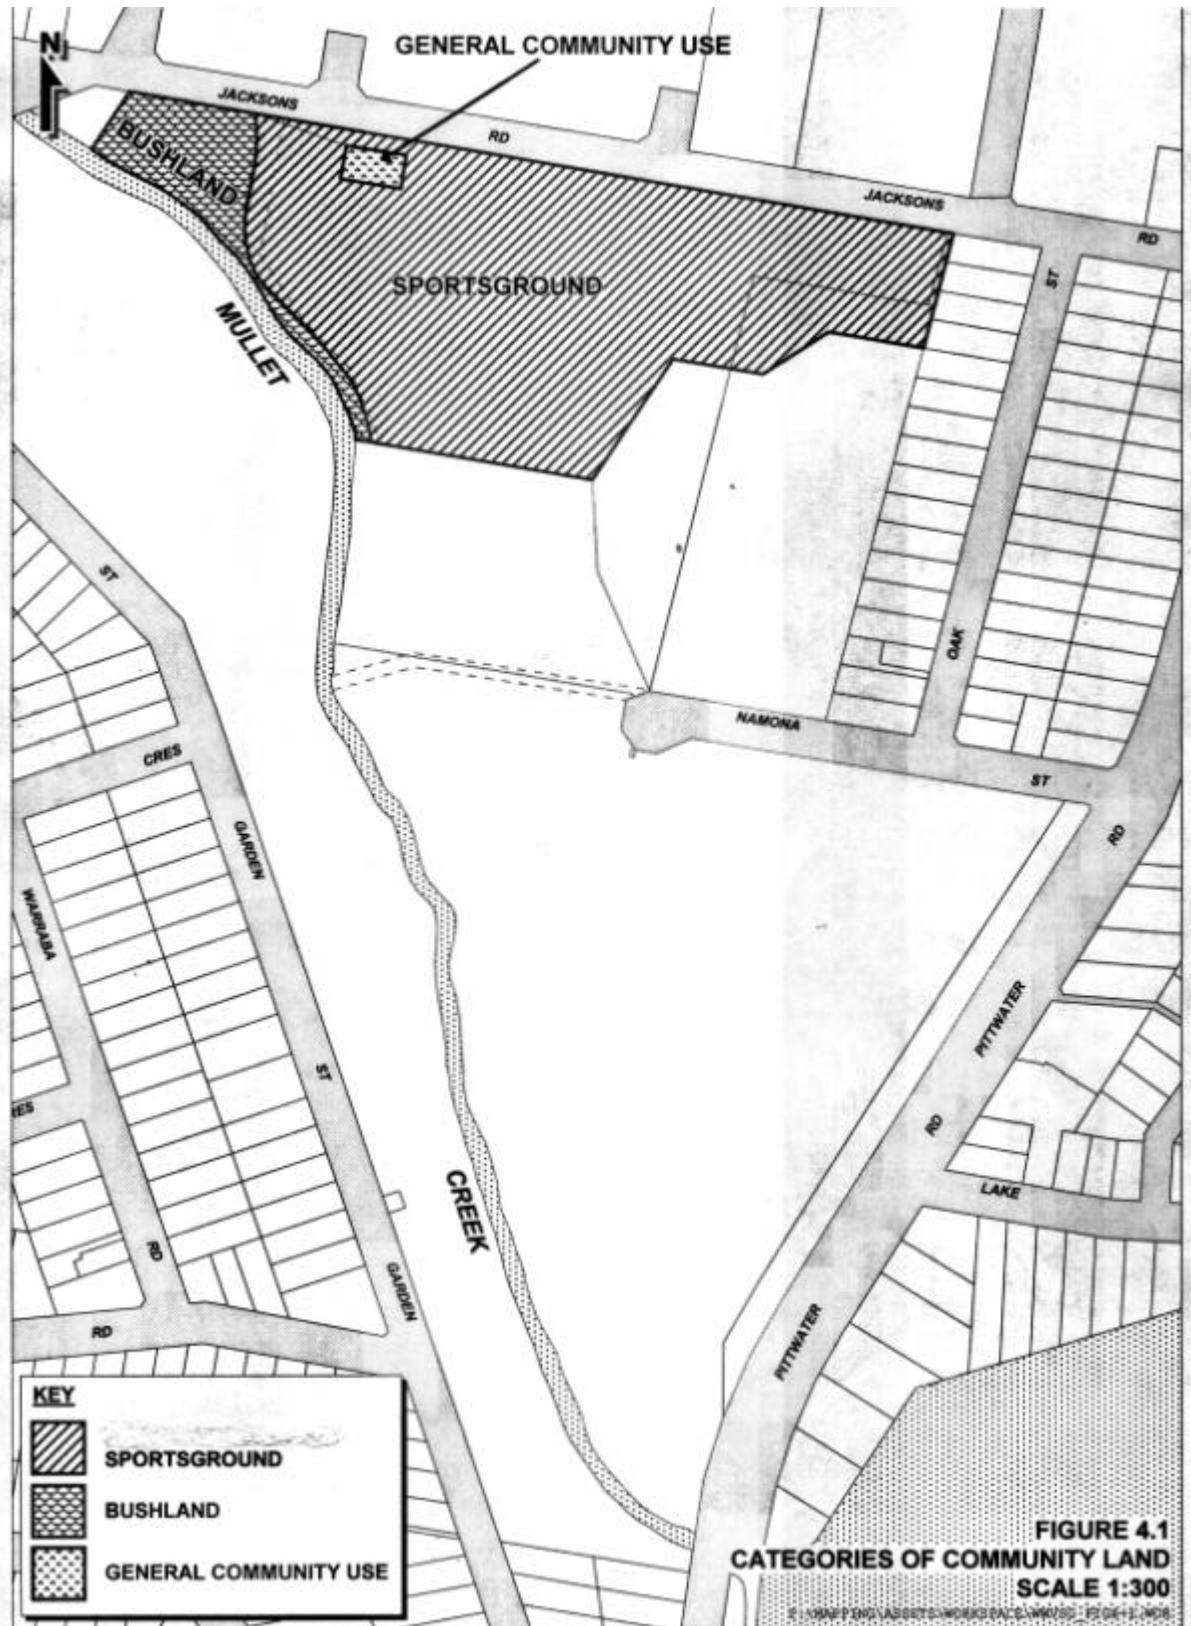 N
GENERAL COMMUNITY USE
JACKSONS
RD
BUSHLAND
JACKSONS
RD
SPORTSGROUND
ST
MULLET
ST
OAK
NAMONA
CRES
ST
GARDEN
RD
WARRABA
PITTWATER
ST
RES
RD
CREEK
LAKE
RD
GARDEN
RD
PITTWATER
KEY
SPORTSGROUND
BUSHLAND
GENERAL COMMUNITY USE
FIGURE 4.1
CATEGORIES OF COMMUNITY LAND
SCALE 1:300